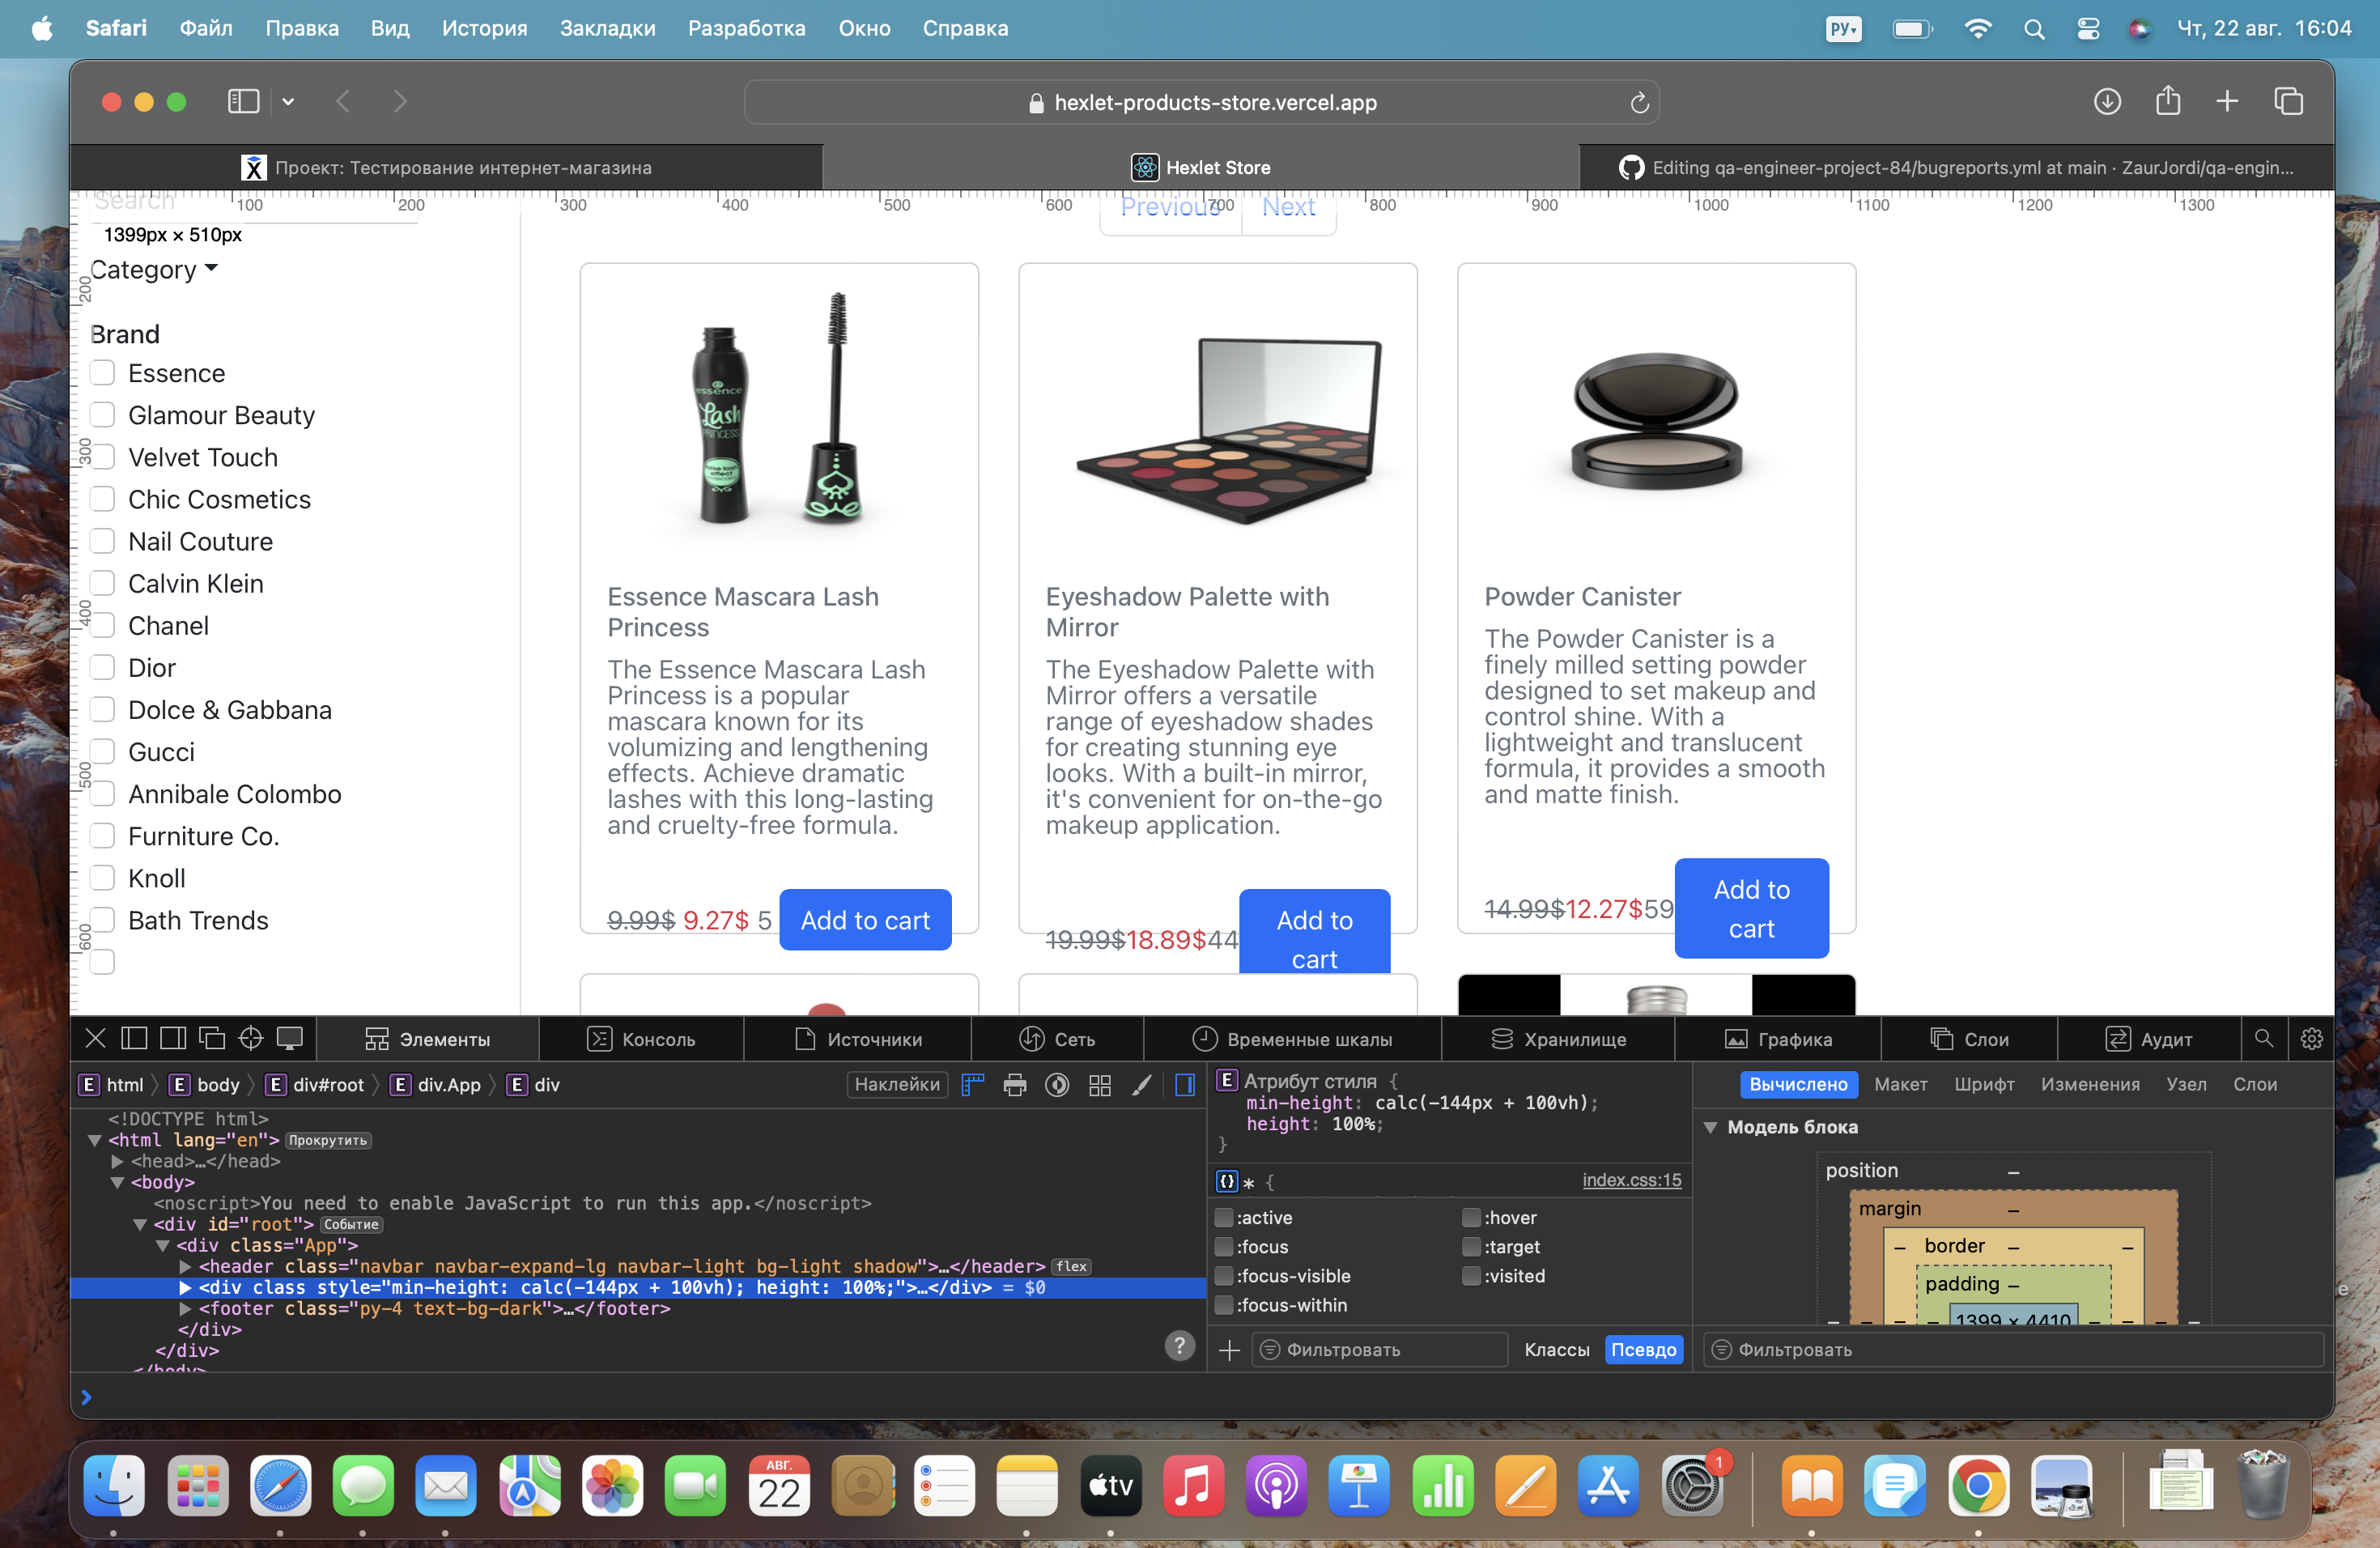 Safari Файл Правка Вид История Закладки Разработка Окно Справка РУ Чт, 22 авг. 16:04
hexlet-products-store.vercel.app
Проект: Тестирование интернет-магазина
Hexlet Store
Editing qa-engineer-project-84/bugreports.yml at main · ZaurJordi/qa-engin...
Search
100 200 300 400 500 600 700 800 900 1000 1100 1200 1300
Previous Next
1399px × 510px
Category
200
Brand
Essence
Glamour Beauty
300
Velvet Touch
Chic Cosmetics
Nail Couture
Calvin Klein
400
Chanel
Dior
Dolce & Gabbana
Gucci
500
Annibale Colombo
Furniture Co.
Knoll
Bath Trends
600
essence
Lash
PRINCESS
Essence Mascara Lash
Princess
The Essence Mascara Lash
Princess is a popular
mascara known for its
volumizing and lengthening
effects. Achieve dramatic
lashes with this long-lasting
and cruelty-free formula.
9.99$ 9.27$ 5 Add to cart
Eyeshadow Palette with
Mirror
The Eyeshadow Palette with
Mirror offers a versatile
range of eyeshadow shades
for creating stunning eye
looks. With a built-in mirror,
it's convenient for on-the-go
makeup application.
19.99$18.89$44
Add to
cart
Powder Canister
The Powder Canister is a
finely milled setting powder
designed to set makeup and
control shine. With a
lightweight and translucent
formula, it provides a smooth
and matte finish.
14.99$12.27$59
Add to
cart
Элементы Консоль Источники Сеть Временные шкалы Хранилище Графика Слои Аудит
E html E body E div#root E div.App E div Наклейки
<!DOCTYPE html>
<html lang="en"> Прокрутить
<head>…</head>
<body>
<noscript>You need to enable JavaScript to run this app.</noscript>
<div id="root"> Событие
<div class="App">
<header class="navbar navbar-expand-lg navbar-light bg-light shadow">…</header> flex
<div class style="min-height: calc(-144px + 100vh); height: 100%;">…</div> = $0
<footer class="py-4 text-bg-dark">…</footer>
</div>
</div>
</body>
?
E Атрибут стиля {
min-height: calc(-144px + 100vh);
height: 100%;
}
{} * { index.css:15
:active :hover
:focus :target
:focus-visible :visited
:focus-within
Фильтровать Классы Псевдо
Вычислено Макет Шрифт Изменения Узел Слои
Модель блока
position –
margin –
– border – –
padding –
– – – 1399 × 4410 – – –
Фильтровать
АВГ.
22
tv
1